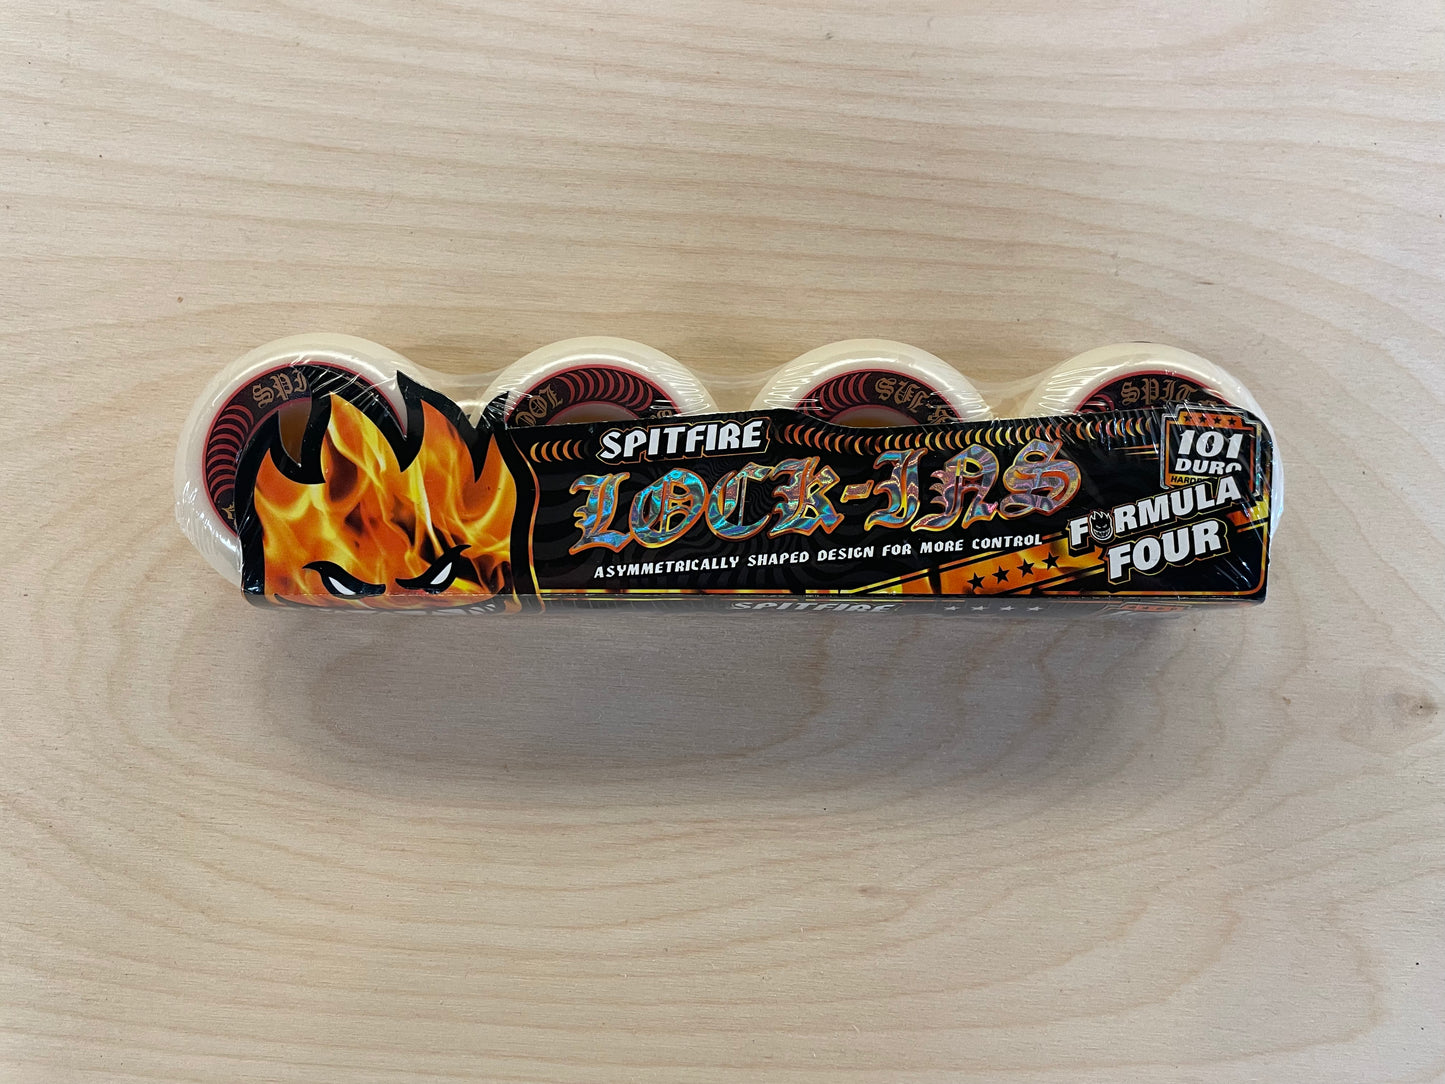 SPITFIRE
LOCK-INS
ASYMMETRICALLY SHAPED DESIGN FOR MORE CONTROL
101
DURO
FORMULA
FOUR
SPITFIRE